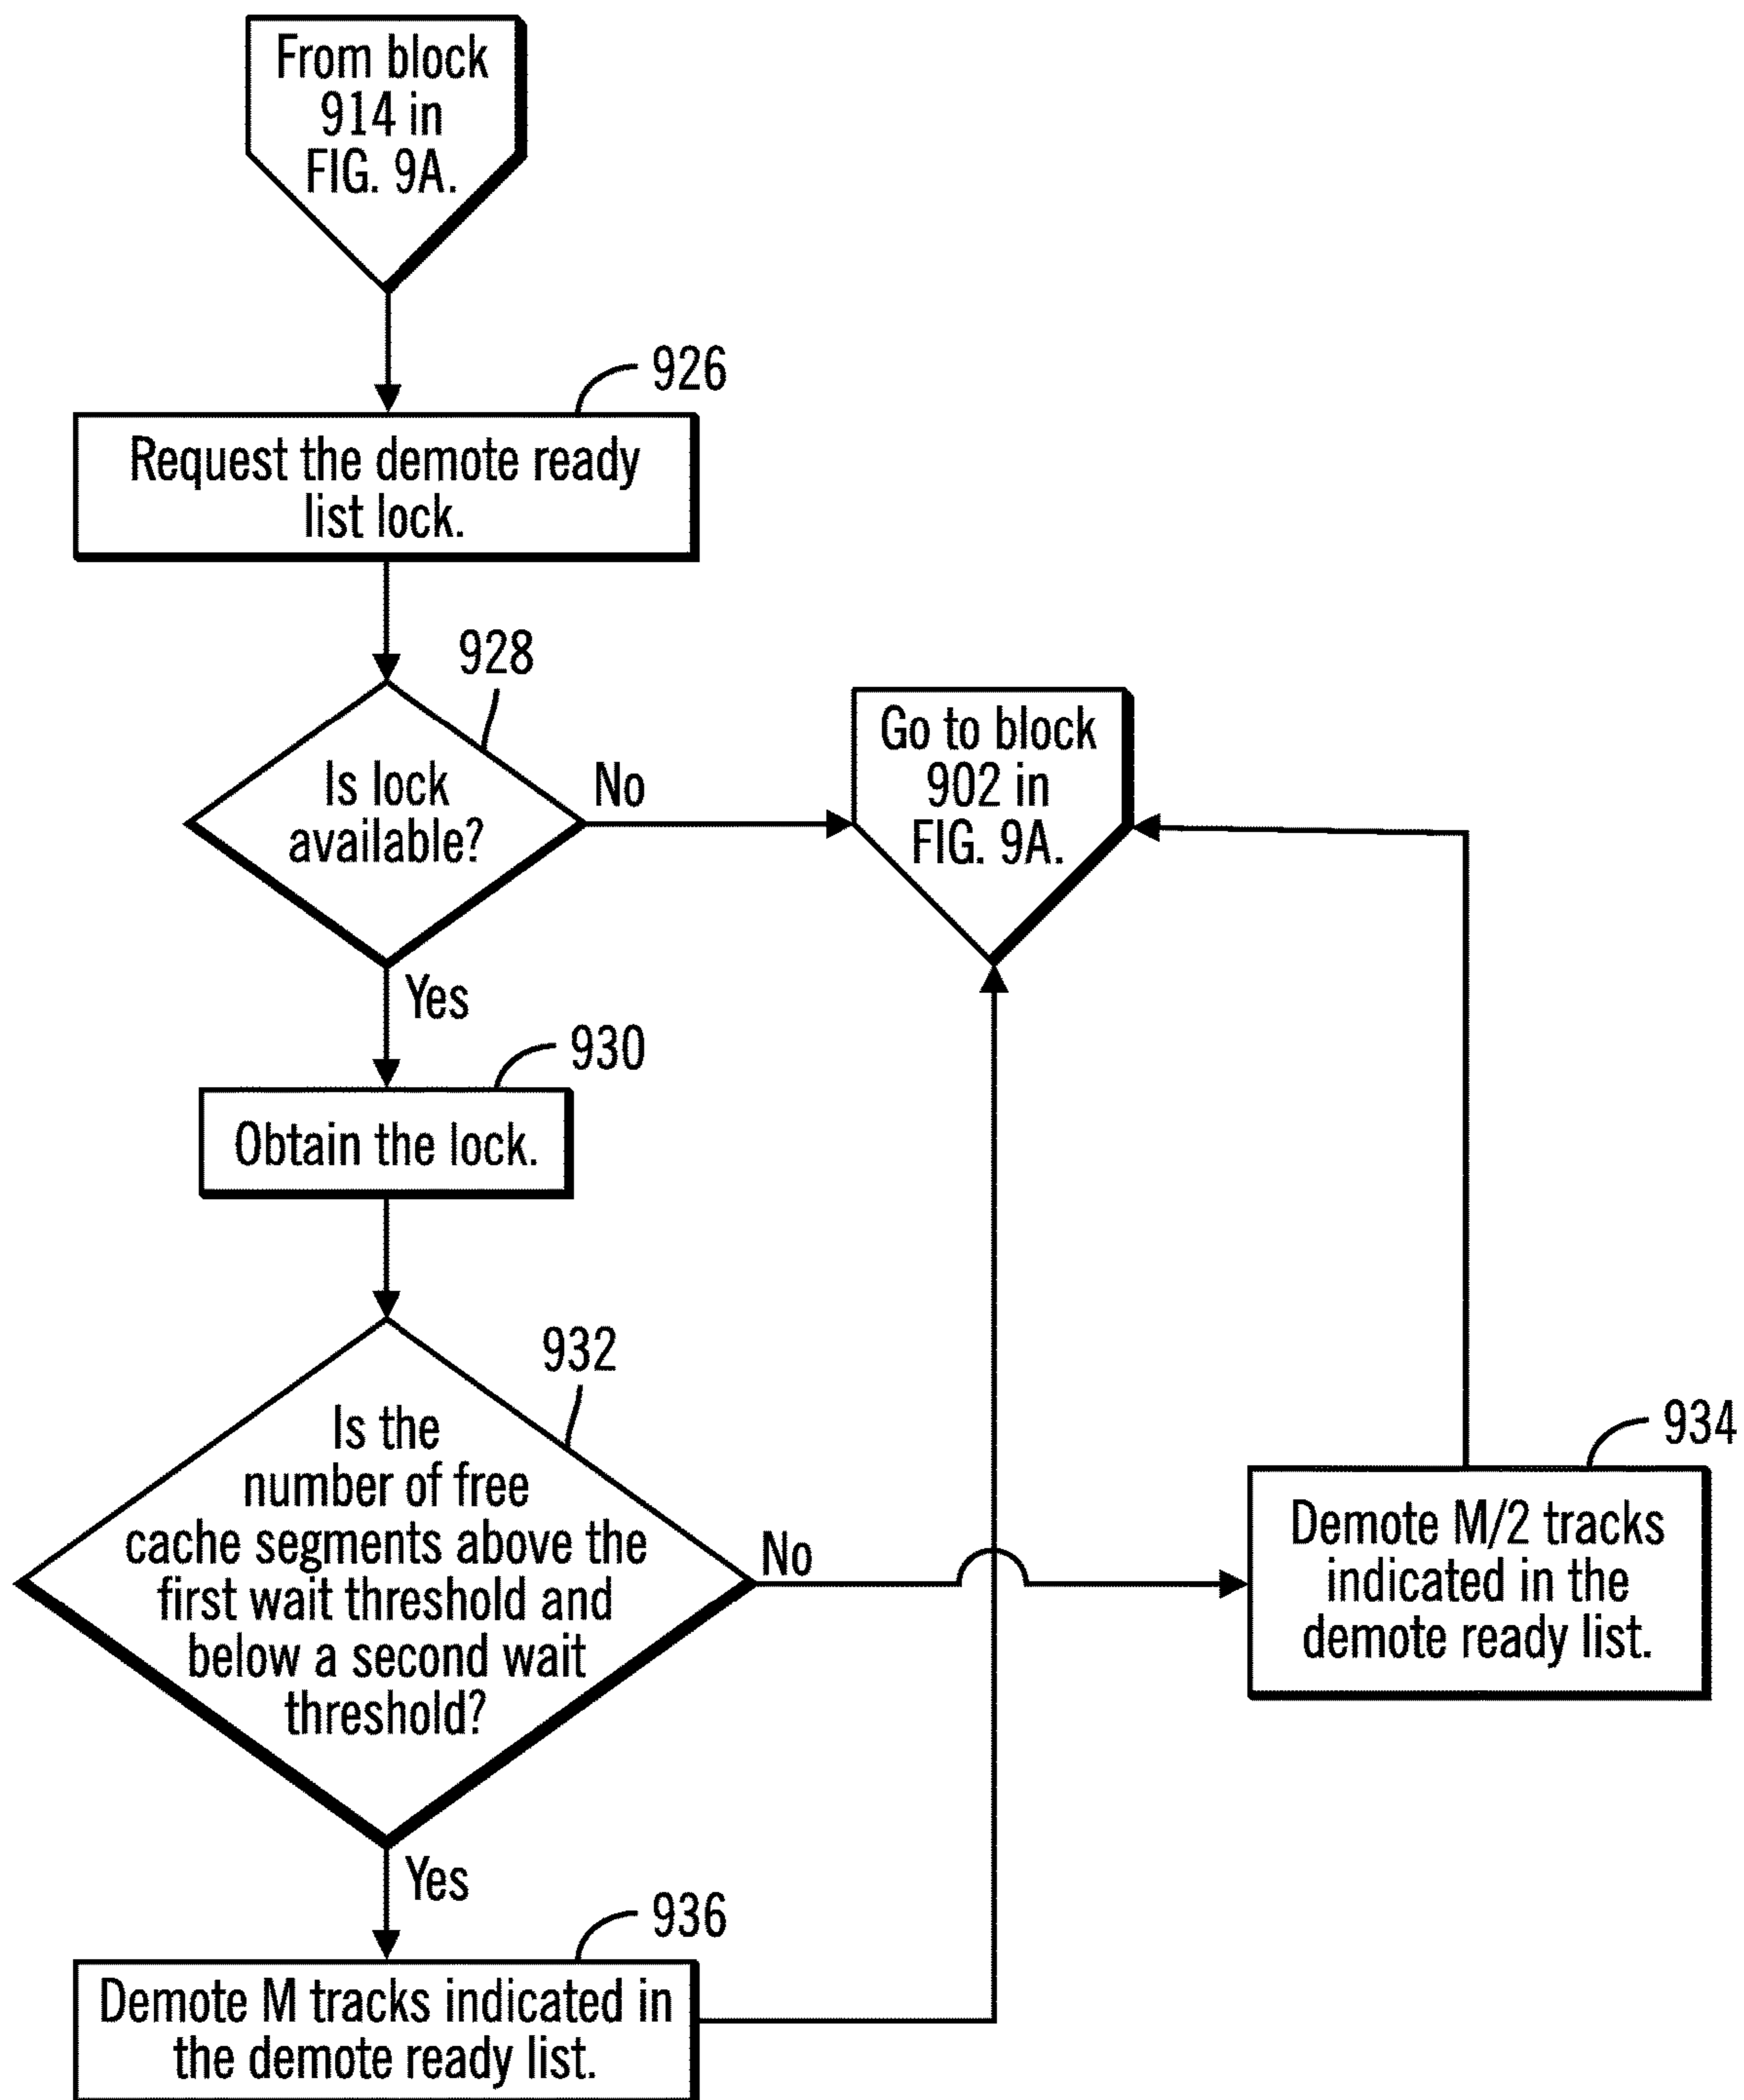 From block
914 in
FIG. 9A.
926
Request the demote ready
list lock.
928
Is lock
available?
No
Go to block
902 in
FIG. 9A.
Yes
930
Obtain the lock.
932
Is the
number of free
cache segments above the
first wait threshold and
below a second wait
threshold?
No
934
Demote M/2 tracks
indicated in the
demote ready list.
Yes
936
Demote M tracks indicated in
the demote ready list.